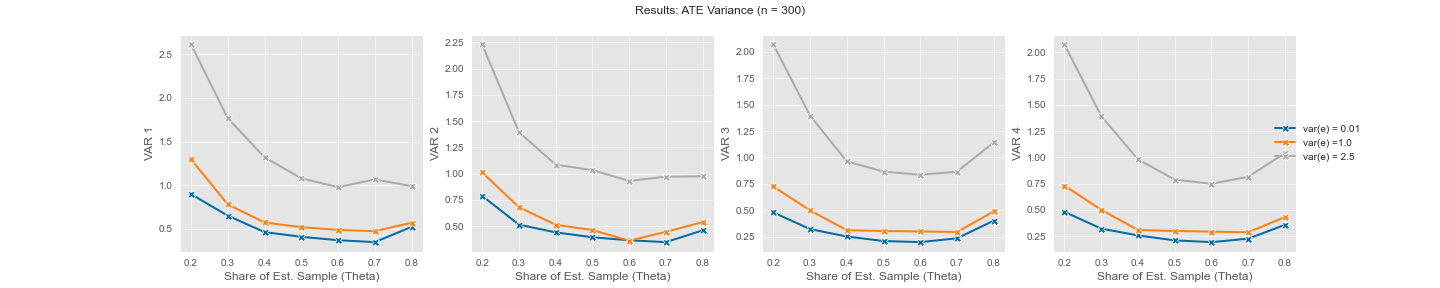 Results: ATE Variance (n = 300)
VAR 1
2.5
2.0
1.5
1.0
0.5
0.2 0.3 0.4 0.5 0.6 0.7 0.8
Share of Est. Sample (Theta)
VAR 2
2.25
2.00
1.75
1.50
1.25
1.00
0.75
0.50
0.2 0.3 0.4 0.5 0.6 0.7 0.8
Share of Est. Sample (Theta)
VAR 3
2.00
1.75
1.50
1.25
1.00
0.75
0.50
0.25
0.2 0.3 0.4 0.5 0.6 0.7 0.8
Share of Est. Sample (Theta)
VAR 4
2.00
1.75
1.50
1.25
1.00
0.75
0.50
0.25
0.2 0.3 0.4 0.5 0.6 0.7 0.8
Share of Est. Sample (Theta)
var(e) = 0.01
var(e) =1.0
var(e) = 2.5